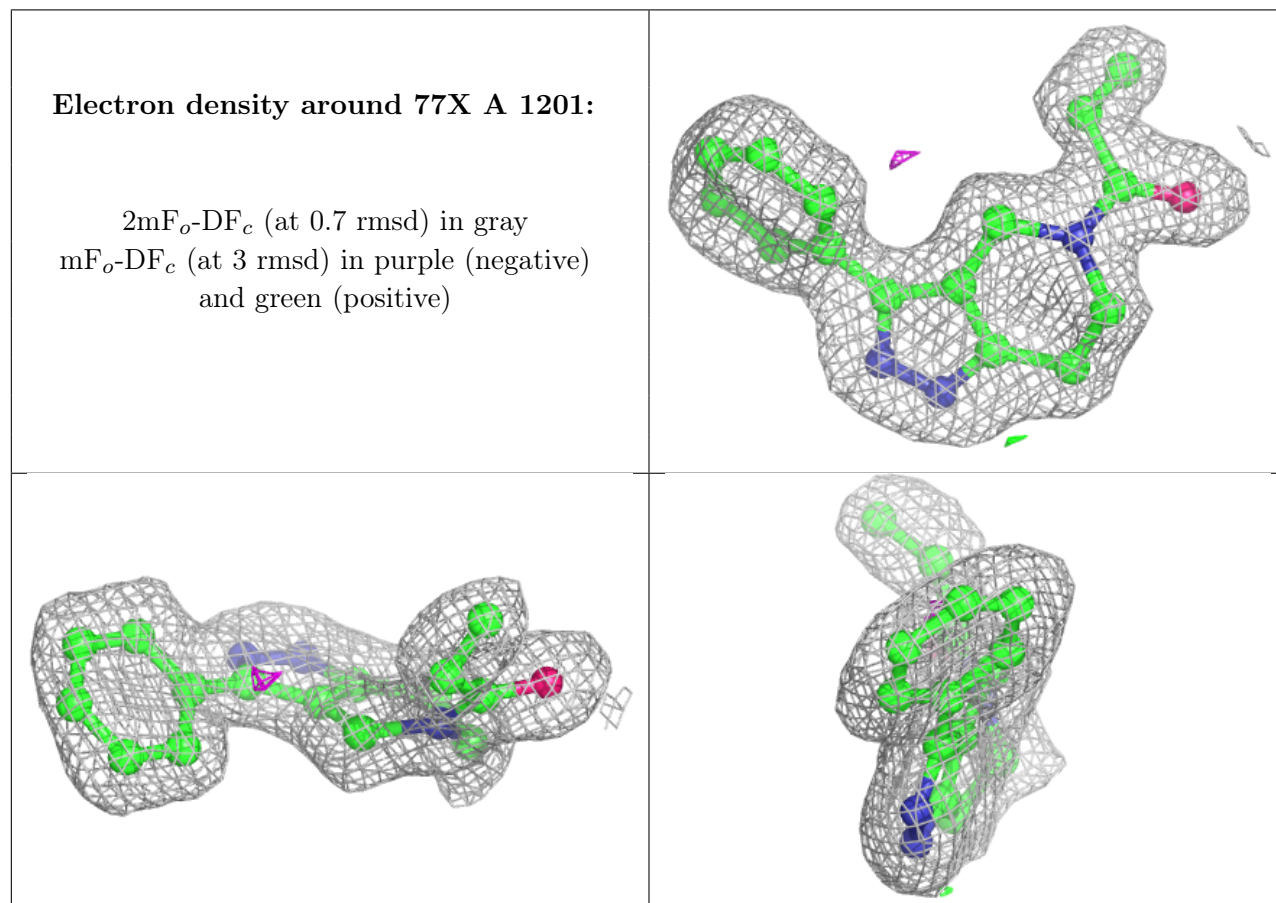 Electron density around 77X A 1201:
2mFo-DFc (at 0.7 rmsd) in gray
mFo-DFc (at 3 rmsd) in purple (negative)
and green (positive)